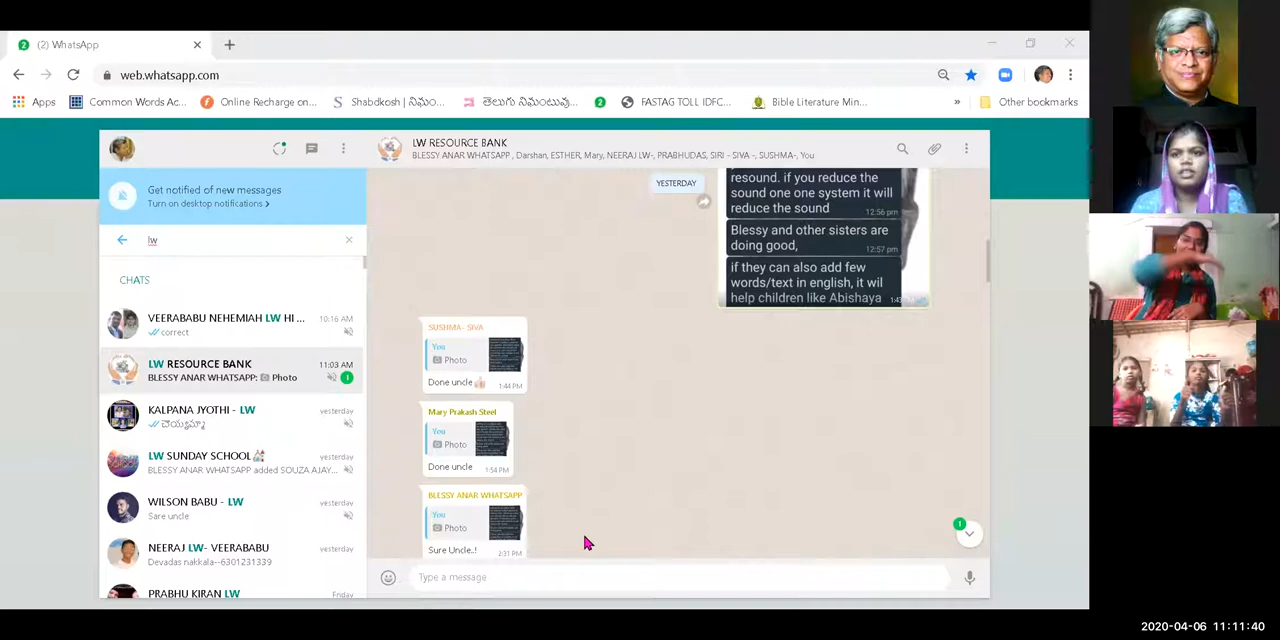 (2) WhatsApp
web.whatsapp.com
Apps
Common Words Ac...
Online Recharge on...
Shabdkosh | నిఘం...
తెలుగు నిఘంటువు...
2
FASTAG TOLL IDFC...
Bible Literature Min...
»
Other bookmarks
Get notified of new messages
Turn on desktop notifications >
lw
CHATS
VEERABABU NEHEMIAH LW HI ...
10:16 AM
correct
LW RESOURCE BANK
11:03 AM
BLESSY ANAR WHATSAPP: Photo
1
KALPANA JYOTHI - LW
yesterday
LW SUNDAY SCHOOL
yesterday
BLESSY ANAR WHATSAPP added SOUZA AJAY...
WILSON BABU - LW
yesterday
Sare uncle
NEERAJ LW- VEERABABU
yesterday
Devadas nakkala--6301231339
PRABHU KIRAN LW
Friday
LW RESOURCE BANK
BLESSY ANAR WHATSAPP , Darshan, ESTHER, Mary, NEERAJ LW-, PRABHUDAS, SIRI - SIVA -, SUSHMA-, You
YESTERDAY
resound. if you reduce the
sound one one system it will
reduce the sound
12:56 pm
Blessy and other sisters are
doing good,
12:57 pm
if they can also add few
words/text in english, it wil
help children like Abishaya
SUSHMA- SIVA
You
Photo
Done uncle
1:44 PM
Mary Prakash Steel
You
Photo
Done uncle
1:54 PM
BLESSY ANAR WHATSAPP
You
Photo
Sure Uncle..!
2:31 PM
1
Type a message
2020-04-06 11:11:40